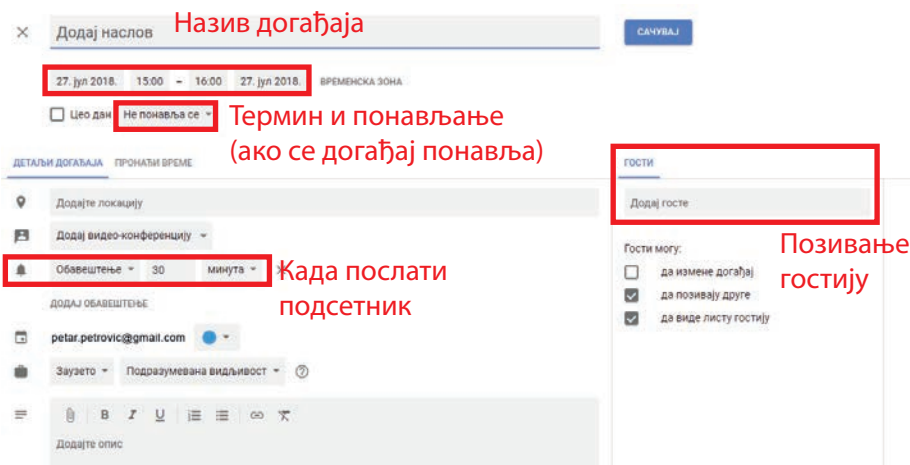 Додај наслов Назив догађаја САЧУВАЈ
27. јул 2018. 15:00 – 16:00 27. јул 2018. ВРЕМЕНСКА ЗОНА
Цео дан Не понавља се
Термин и понављање
(ако се догађај понавља)
ДЕТАЉИ ДОГАЂАЈА ПРОНАЂИ ВРЕМЕ
ГОСТИ
Додајте локацију
Додај госте
Додај видео-конференцију
Обавештење 30 минута
Када послати
подсетник
ДОДАЈ ОБАВЕШТЕЊЕ
Позивање
гостију
Гости могу:
да измене догађај
да позивају друге
да виде листу гостију
petar.petrovic@gmail.com
Заузето Подразумевана видљивост
B I U
Додајте опис